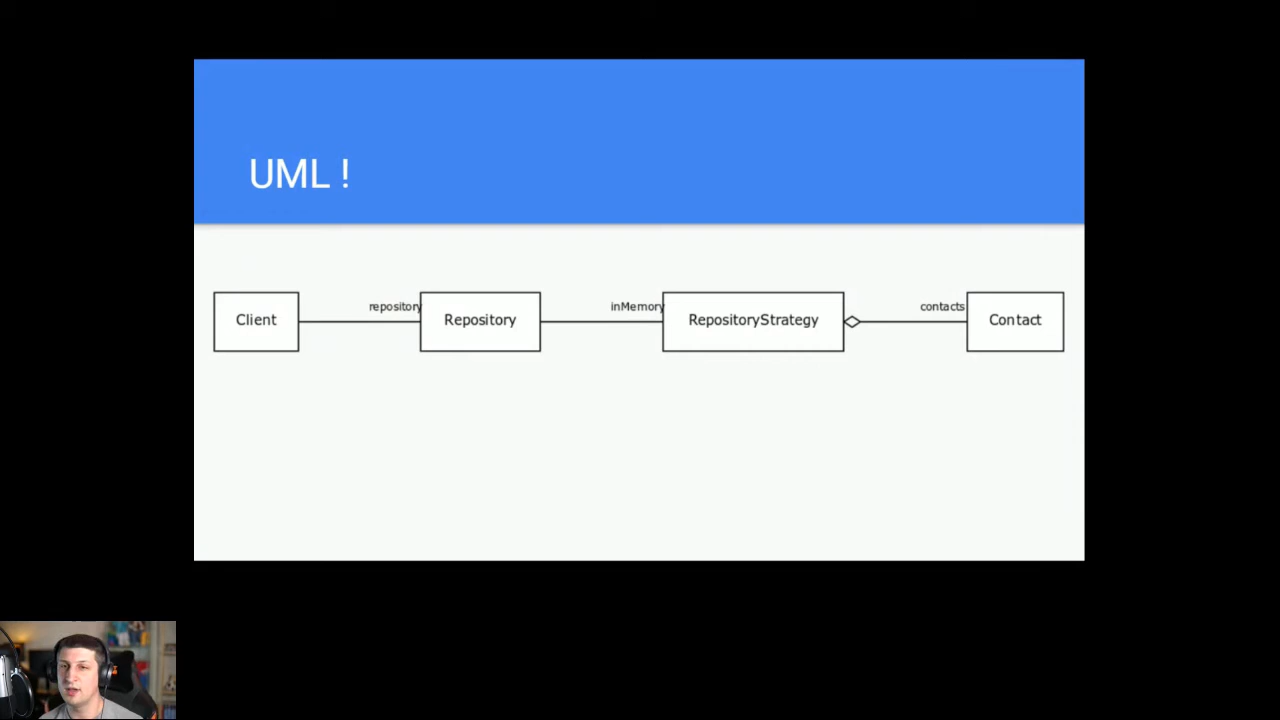 UML !
repository
inMemory
contacts
Client
Repository
RepositoryStrategy
Contact